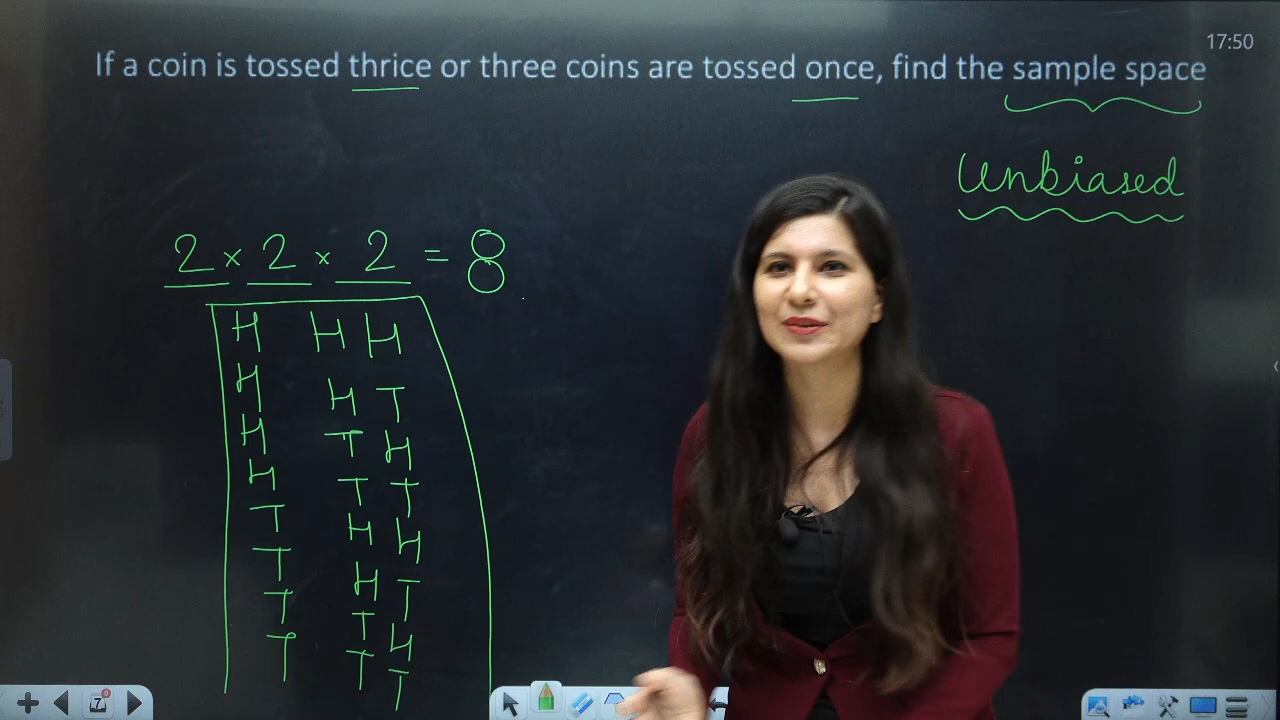 17:50
If a coin is tossed thrice or three coins are tossed once, find the sample space
Unbiased
2 × 2 × 2 = 8
H H H
H H T
H T H
H T T
T H H
T H T
T T H
T T T
7